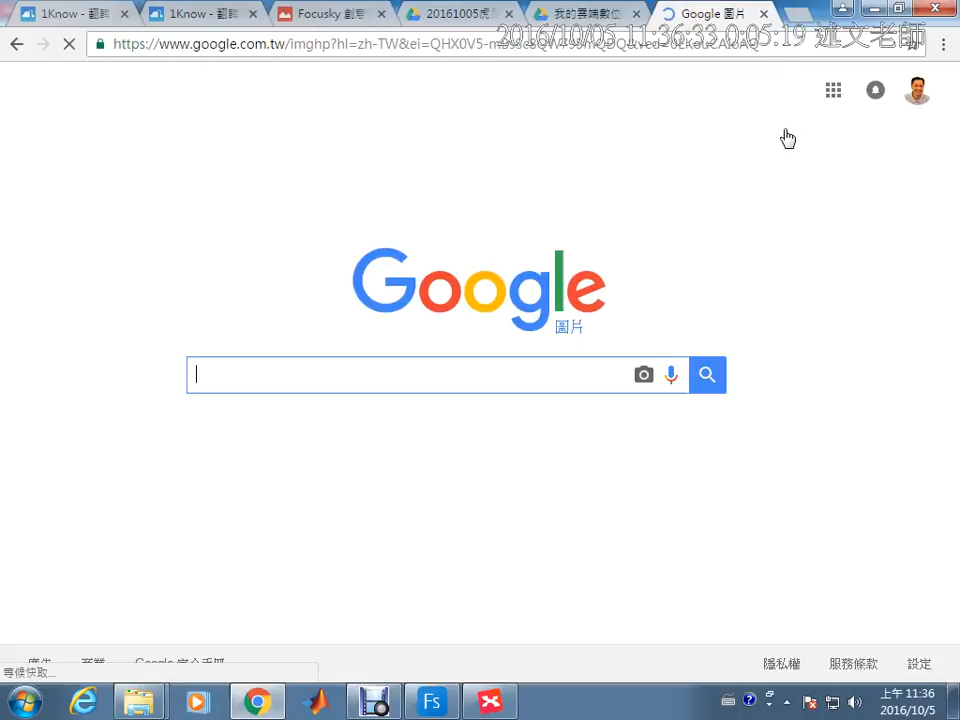 1Know - 翻轉
1Know - 翻轉
Focusky 創意
20161005虎
我的雲端數位
Google 圖片
2016/10/05 11:36:33 0:05:19 述文老師
https://www.google.com.tw/imghp?hl=zh-TW&ei=QHX0V5-
Google
圖片
廣告 商業 Google 完全手冊
隱私權 服務條款 設定
等候快取...
Fs
上午 11:36
2016/10/5